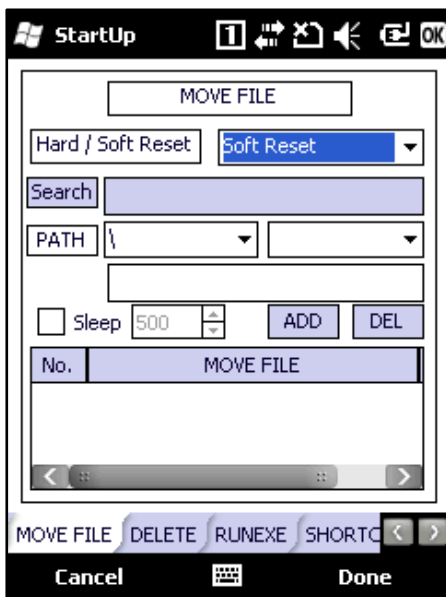 StartUp 1 OK
MOVE FILE
Hard / Soft Reset Soft Reset
Search
PATH \
Sleep 500 ADD DEL
No. MOVE FILE
MOVE FILE DELETE RUNEXE SHORTC
Cancel Done